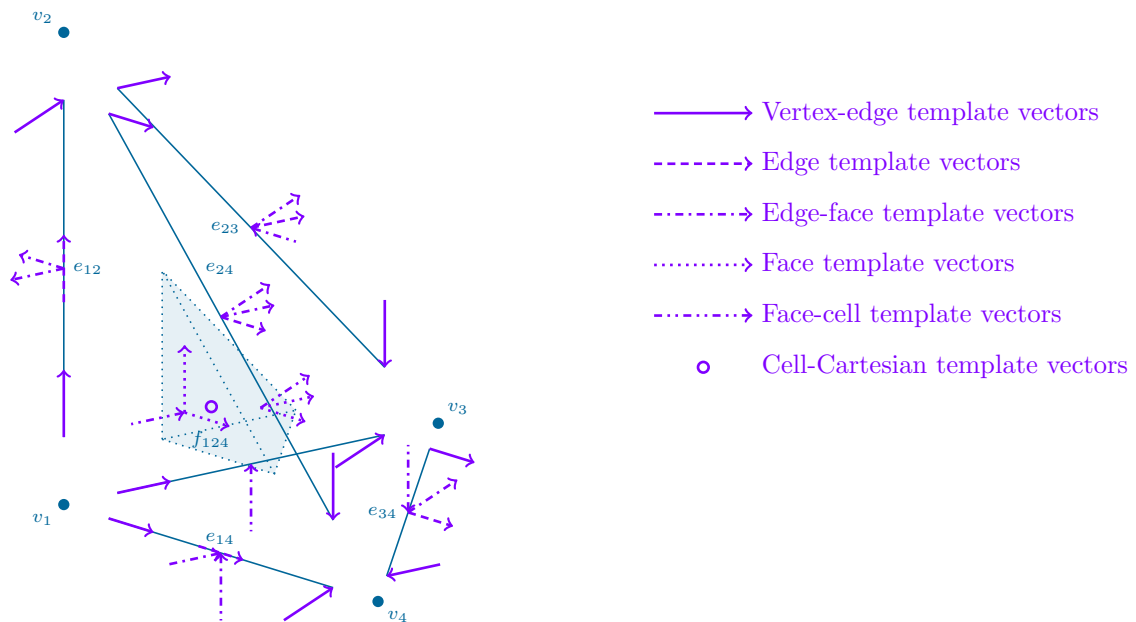 v2
e12
e23
e24
f124
v1
v3
e34
e14
v4
Vertex-edge template vectors
Edge template vectors
Edge-face template vectors
Face template vectors
Face-cell template vectors
Cell-Cartesian template vectors